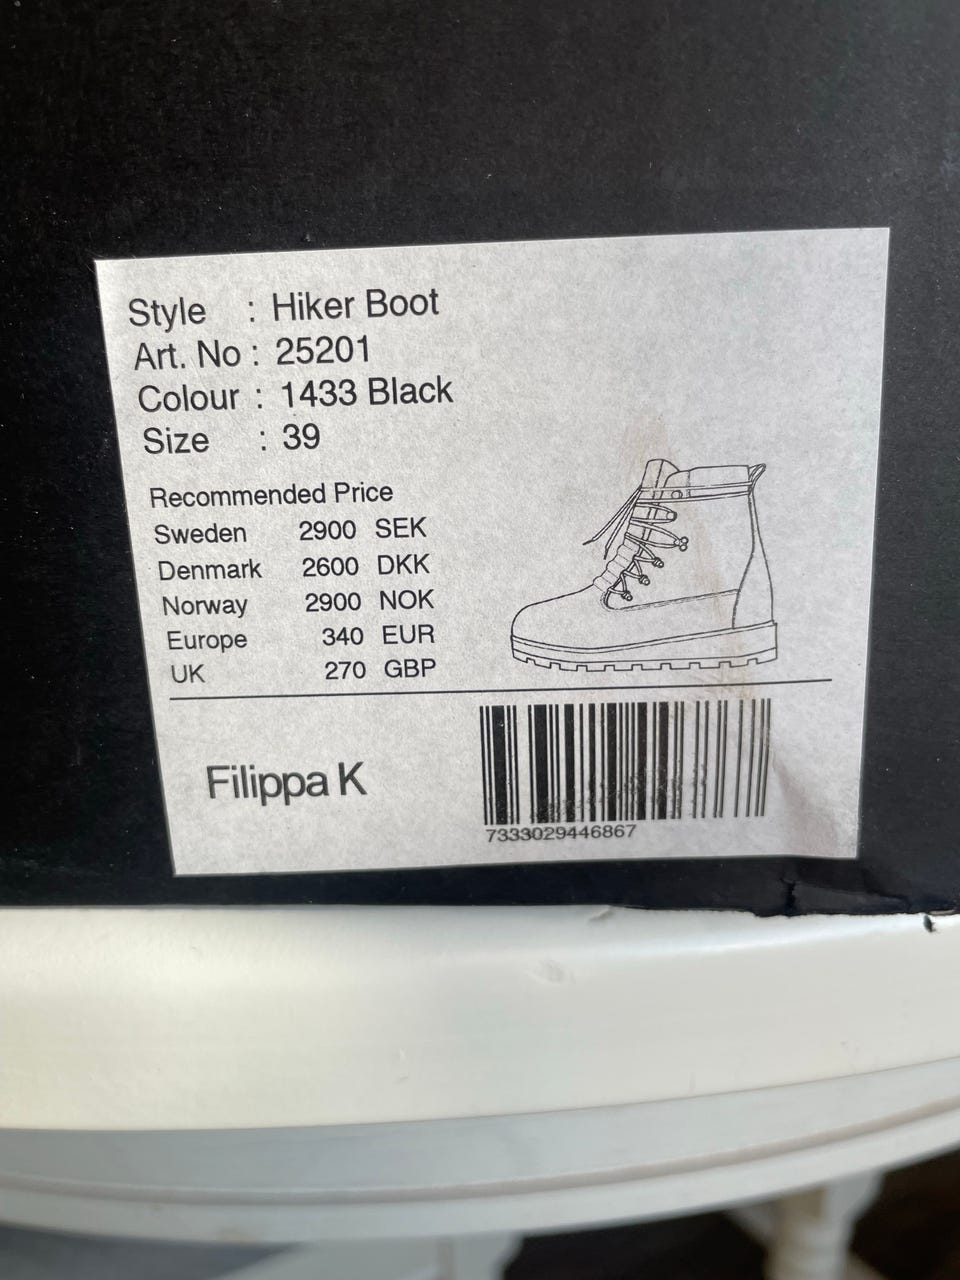 Style : Hiker Boot
Art. No : 25201
Colour : 1433 Black
Size : 39
Recommended Price
Sweden 2900 SEK
Denmark 2600 DKK
Norway 2900 NOK
Europe 340 EUR
UK 270 GBP
Filippa K
7333029446867